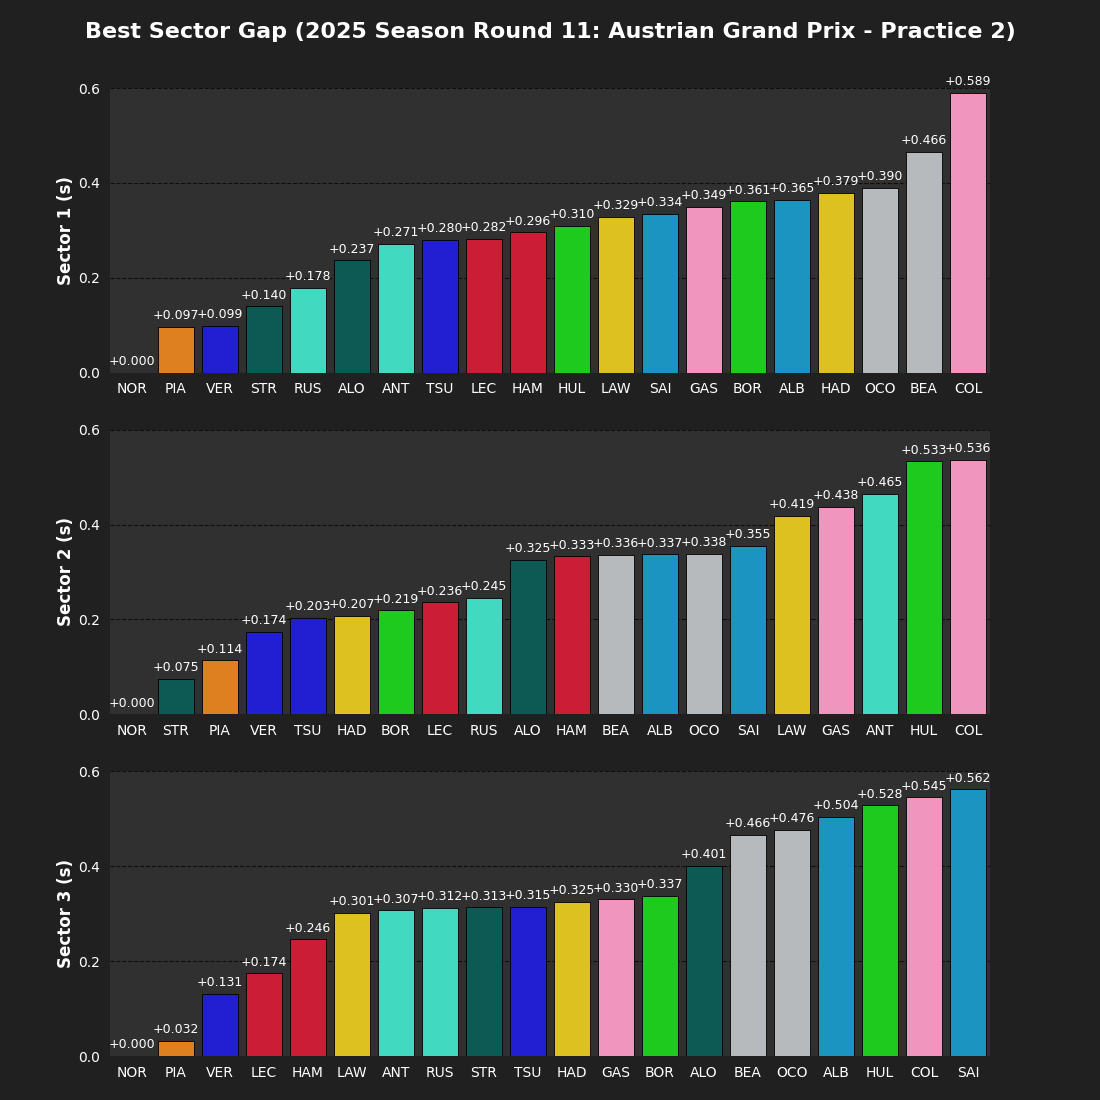 Best Sector Gap (2025 Season Round 11: Austrian Grand Prix - Practice 2)
Sector 1 (s)
0.6
0.4
0.2
0.0
+0.000 +0.097 +0.099 +0.140 +0.178 +0.237 +0.271 +0.280 +0.282 +0.296 +0.310 +0.329 +0.334 +0.349 +0.361 +0.365 +0.379 +0.390 +0.466 +0.589
NOR PIA VER STR RUS ALO ANT TSU LEC HAM HUL LAW SAI GAS BOR ALB HAD OCO BEA COL
Sector 2 (s)
0.6
0.4
0.2
0.0
+0.000 +0.075 +0.114 +0.174 +0.203 +0.207 +0.219 +0.236 +0.245 +0.325 +0.333 +0.336 +0.337 +0.338 +0.355 +0.419 +0.438 +0.465 +0.533 +0.536
NOR STR PIA VER TSU HAD BOR LEC RUS ALO HAM BEA ALB OCO SAI LAW GAS ANT HUL COL
Sector 3 (s)
0.6
0.4
0.2
0.0
+0.000 +0.032 +0.131 +0.174 +0.246 +0.301 +0.307 +0.312 +0.313 +0.315 +0.325 +0.330 +0.337 +0.401 +0.466 +0.476 +0.504 +0.528 +0.545 +0.562
NOR PIA VER LEC HAM LAW ANT RUS STR TSU HAD GAS BOR ALO BEA OCO ALB HUL COL SAI